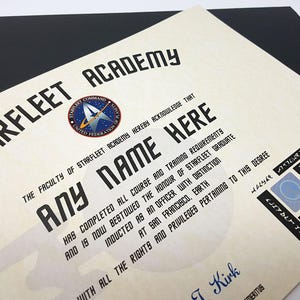 RFLEET ACADEMY
THE FACULTY OF STARFLEET ACADEMY HEREBY ACKNOWLEDGE THAT
ANY NAME HERE
HAS COMPLETED ALL COURSE AND TRAINING REQUIREMENTS
AND IS NOW BESTOWED THE HONOUR OF STARFLEET GRADUATE
INDUCTED AS AN OFFICER, WITH DISTINCTION
AT SAN FRANCISCO, EARTH
WITH ALL THE RIGHTS AND PRIVILEGES PERTAINING TO THIS DEGREE
T Kirk